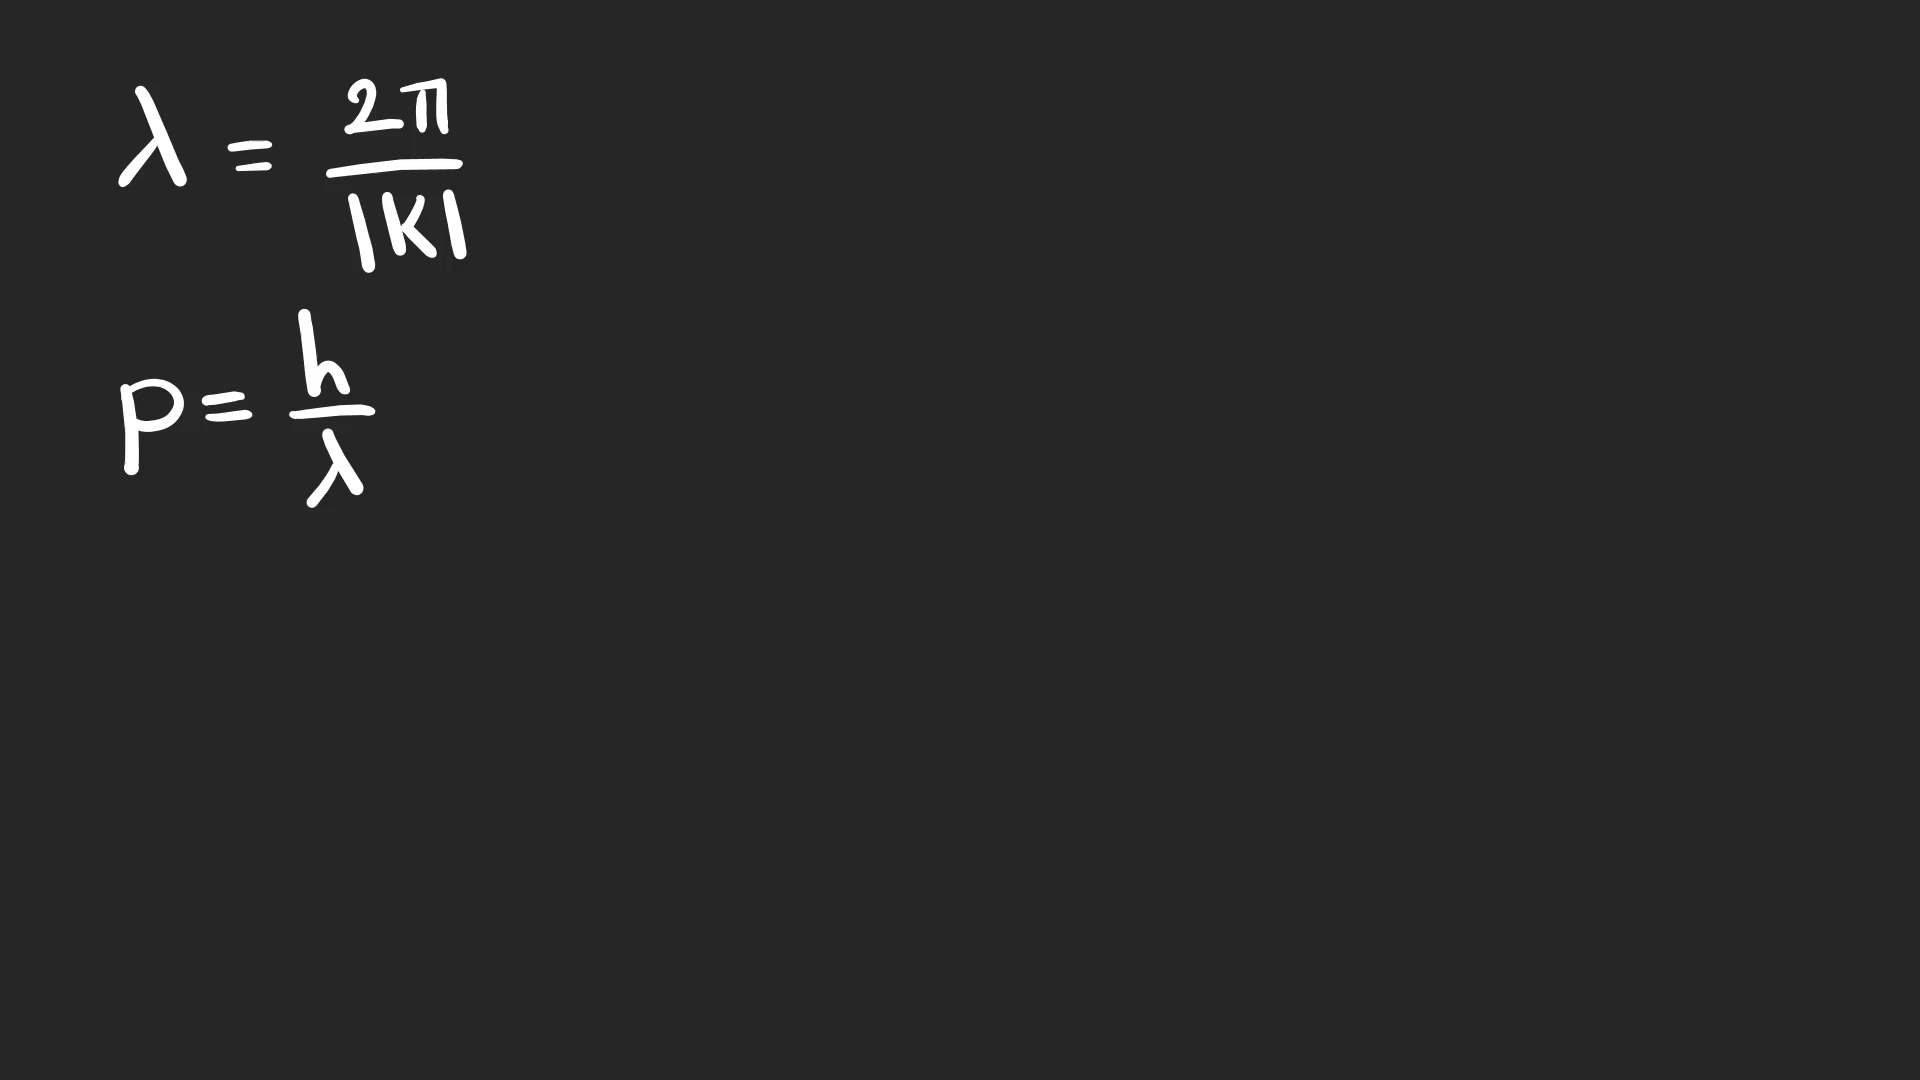 λ = 2π/|k|
p = h/λ